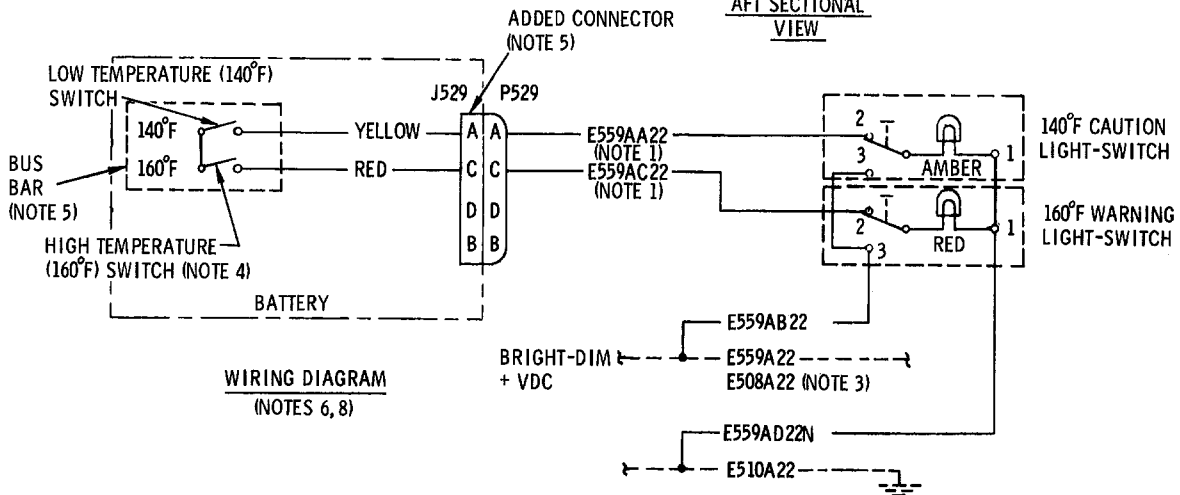 AFT SECTIONAL
VIEW
ADDED CONNECTOR
(NOTE 5)
LOW TEMPERATURE (140°F)
SWITCH
J529 P529
140°F
YELLOW
A A
E559AA22
(NOTE 1)
2
3
AMBER
1
140°F CAUTION
LIGHT-SWITCH
BUS
BAR
(NOTE 5)
160°F
RED
C C
E559AC22
(NOTE 1)
D D
B B
2
3
RED
1
160°F WARNING
LIGHT-SWITCH
HIGH TEMPERATURE
(160°F) SWITCH (NOTE 4)
BATTERY
E559AB22
BRIGHT-DIM
+ VDC
E559A22
E508A22 (NOTE 3)
WIRING DIAGRAM
(NOTES 6, 8)
E559AD22N
E510A22